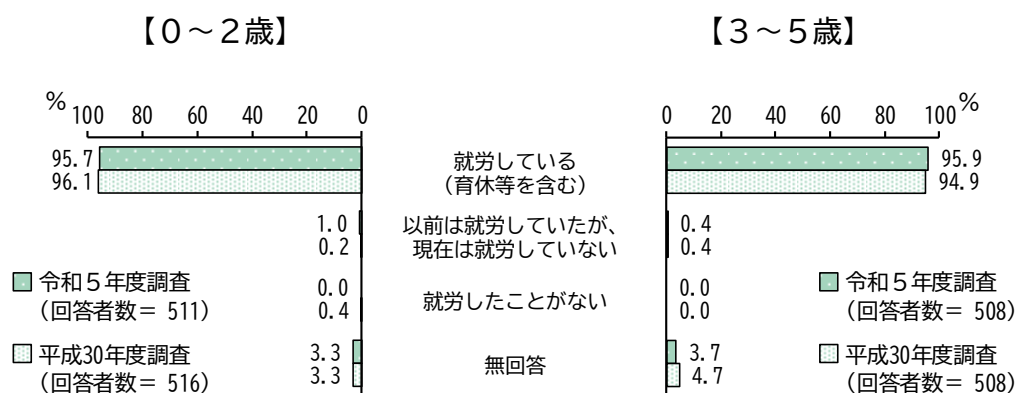 【０～２歳】
【３～５歳】
% 100 80 60 40 20 0
0 20 40 60 80 100 %
95.7
96.1
就労している
（育休等を含む）
95.9
94.9
1.0
0.2
以前は就労していたが、
現在は就労していない
0.4
0.4
0.0
0.4
就労したことがない
0.0
0.0
3.3
3.3
無回答
3.7
4.7
令和５年度調査
（回答者数＝ 511）
平成30年度調査
（回答者数＝ 516）
令和５年度調査
（回答者数＝ 508）
平成30年度調査
（回答者数＝ 508）